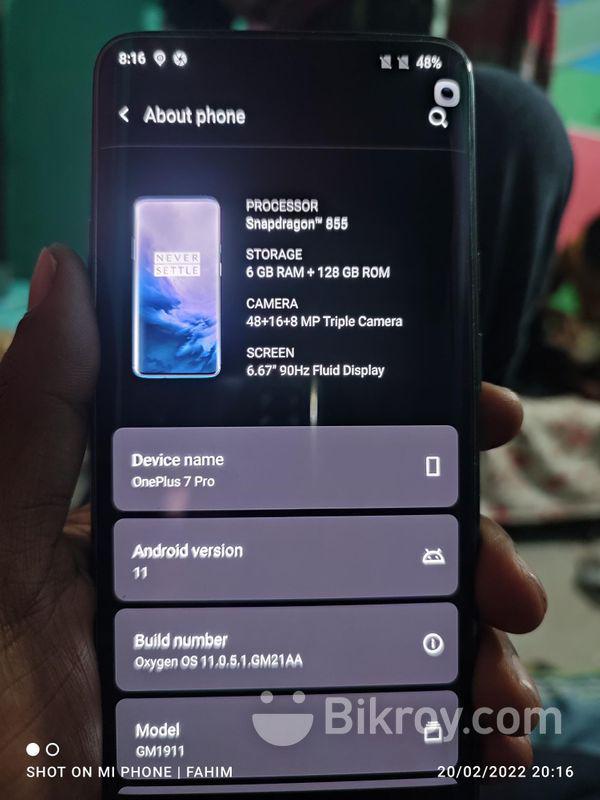 8:16 48%
About phone
PROCESSOR
Snapdragon™ 855
STORAGE
6 GB RAM + 128 GB ROM
CAMERA
48+16+8 MP Triple Camera
SCREEN
6.67" 90Hz Fluid Display
NEVER
SETTLE
Device name
OnePlus 7 Pro
Android version
11
Build number
Oxygen OS 11.0.5.1.GM21AA
Model
GM1911
Bikroy.com
SHOT ON MI PHONE | FAHIM 20/02/2022 20:16